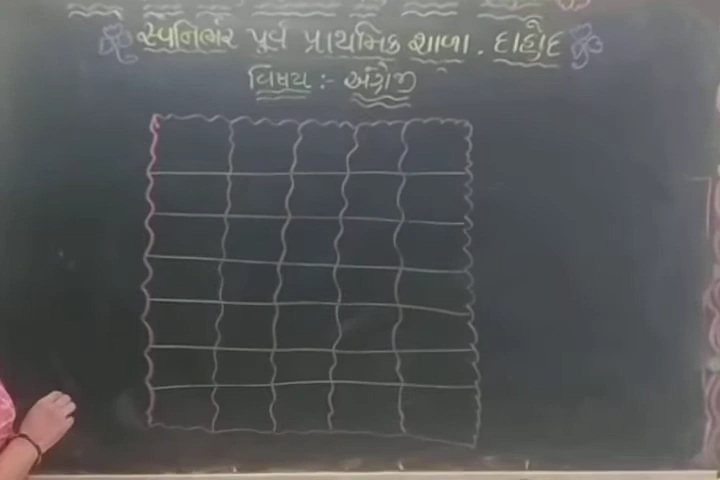 સ્વનિર્ભર પૂર્વ પ્રાથમિક શાળા. દાહોદ
વિષય :- અંગ્રેજી